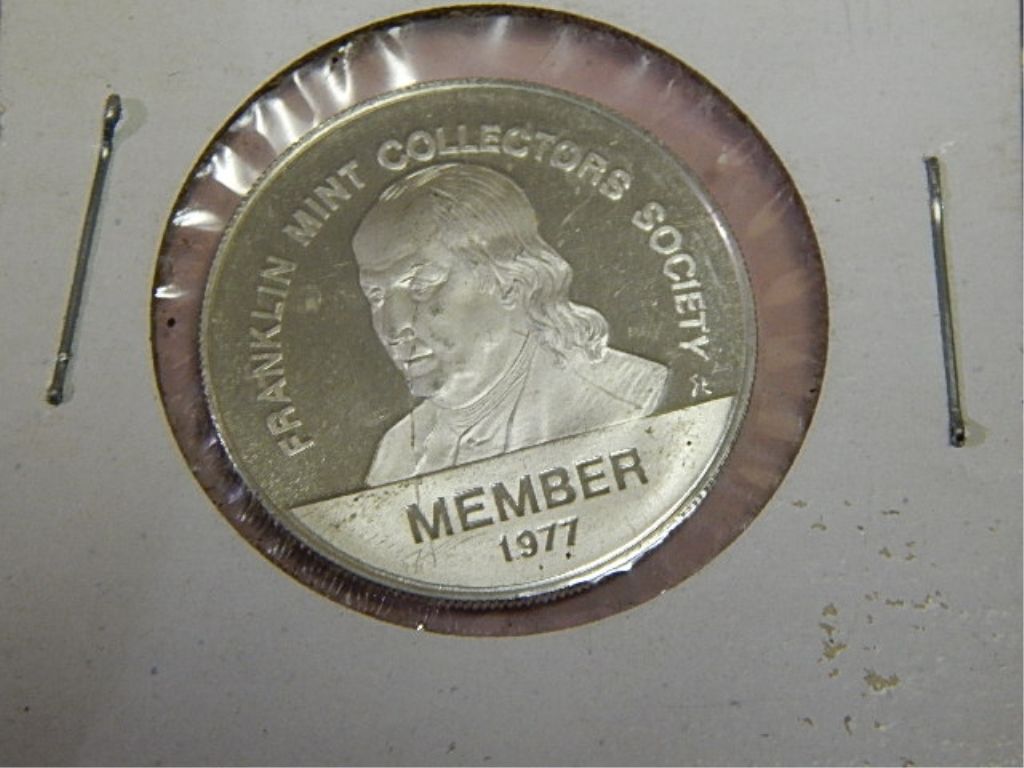 FRANKLIN MINT COLLECTORS SOCIETY
MEMBER
1977